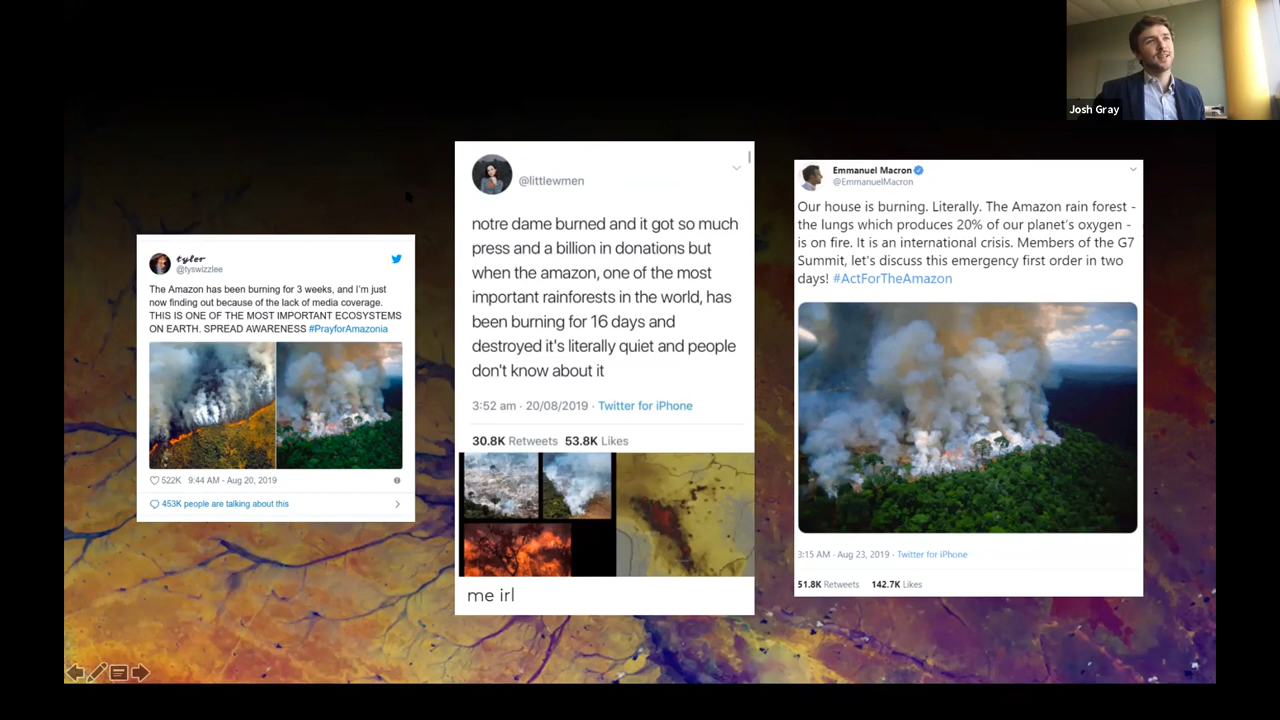 Josh Gray
tyler
@tyswizzlee
The Amazon has been burning for 3 weeks, and I'm just
now finding out because of the lack of media coverage.
THIS IS ONE OF THE MOST IMPORTANT ECOSYSTEMS
ON EARTH. SPREAD AWARENESS #PrayforAmazonia
522K 9:44 AM - Aug 20, 2019
453K people are talking about this
@littlewmen
notre dame burned and it got so much
press and a billion in donations but
when the amazon, one of the most
important rainforests in the world, has
been burning for 16 days and
destroyed it's literally quiet and people
don't know about it
3:52 am · 20/08/2019 · Twitter for iPhone
30.8K Retweets 53.8K Likes
me irl
Emmanuel Macron
@EmmanuelMacron
Our house is burning. Literally. The Amazon rain forest -
the lungs which produces 20% of our planet's oxygen -
is on fire. It is an international crisis. Members of the G7
Summit, let's discuss this emergency first order in two
days! #ActForTheAmazon
3:15 AM - Aug 23, 2019 - Twitter for iPhone
51.8K Retweets 142.7K Likes